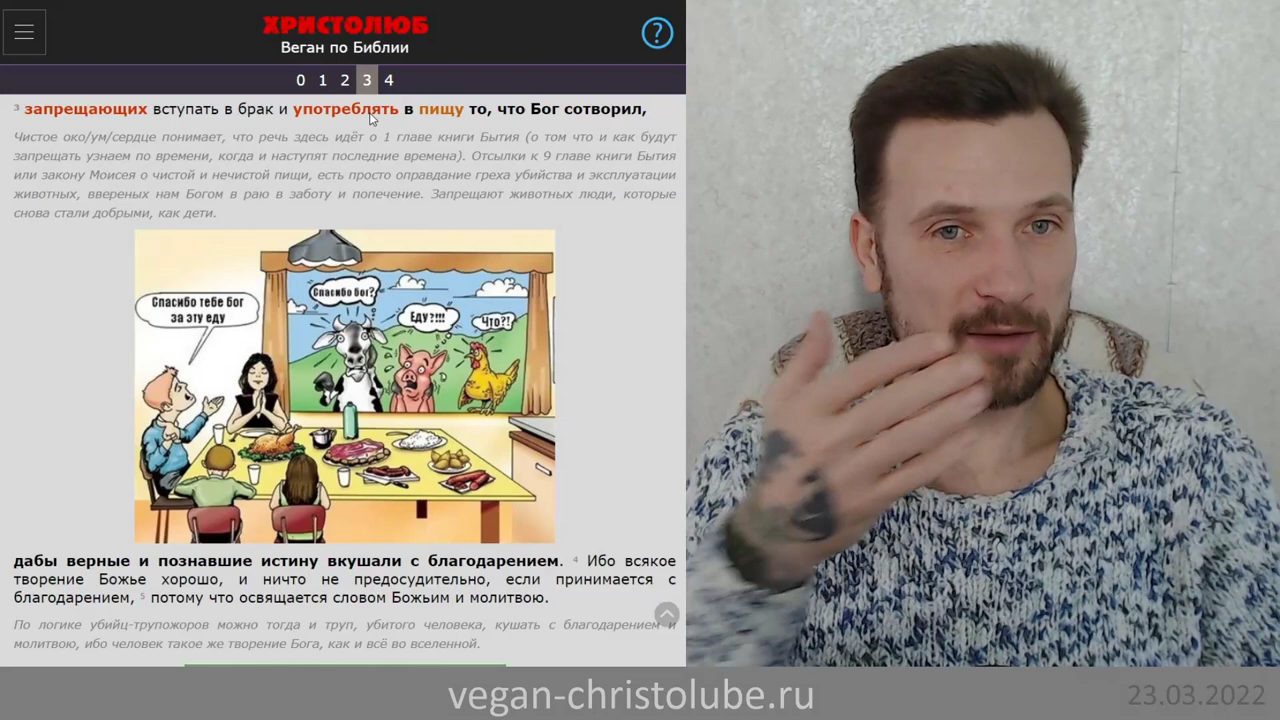 ХРИСТОЛЮБ
Веган по Библии
?
0 1 2 3 4
3 запрещающих вступать в брак и употреблять в пищу то, что Бог сотворил,
Чистое око/ум/сердце понимает, что речь здесь идёт о 1 главе книги Бытия (о том что и как будут
запрещать узнаем по времени, когда и наступят последние времена). Отсылки к 9 главе книги Бытия
или закону Моисея о чистой и нечистой пищи, есть просто оправдание греха убийства и эксплуатации
животных, ввереных нам Богом в раю в заботу и попечение. Запрещают животных люди, которые
снова стали добрыми, как дети.
Спасибо тебе бог
за эту еду
Спасибо бог?
Еду?!!!
Что?!
дабы верные и познавшие истину вкушали с благодарением. 4 Ибо всякое
творение Божье хорошо, и ничто не предосудительно, если принимается с
благодарением, 5 потому что освящается словом Божьим и молитвою.
По логике убийц-трупожоров можно тогда и труп, убитого человека, кушать с благодарением и
молитвою, ибо человек такое же творение Бога, как и всё во вселенной.
vegan-christolube.ru
23.03.2022